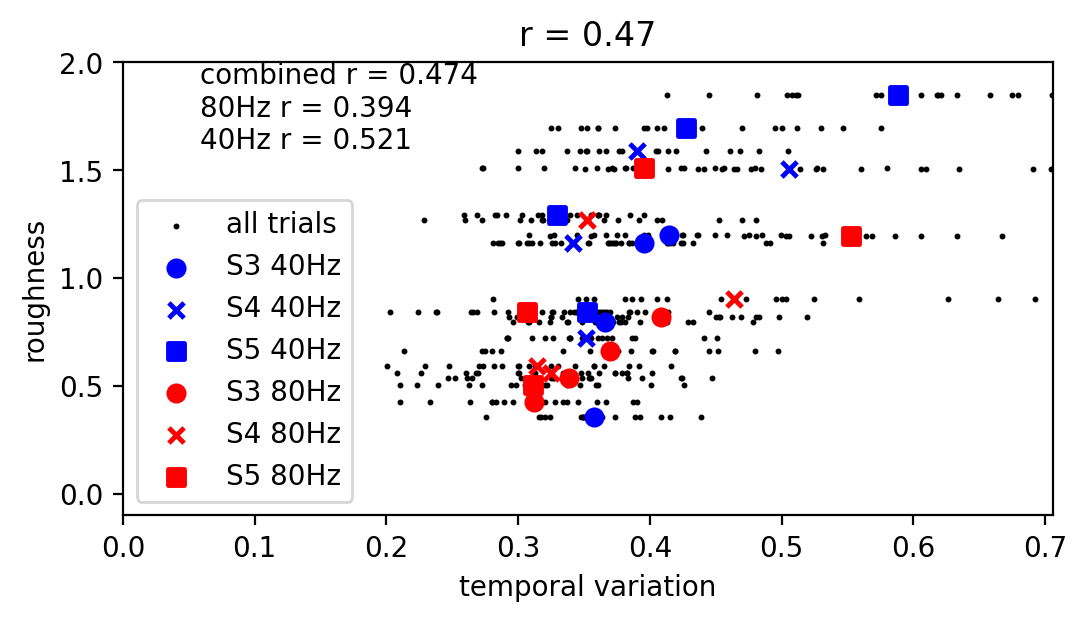 r = 0.47
combined r = 0.474
80Hz r = 0.394
40Hz r = 0.521
2.0
1.5
1.0
0.5
0.0
roughness
all trials
S3 40Hz
S4 40Hz
S5 40Hz
S3 80Hz
S4 80Hz
S5 80Hz
0.0 0.1 0.2 0.3 0.4 0.5 0.6 0.7
temporal variation